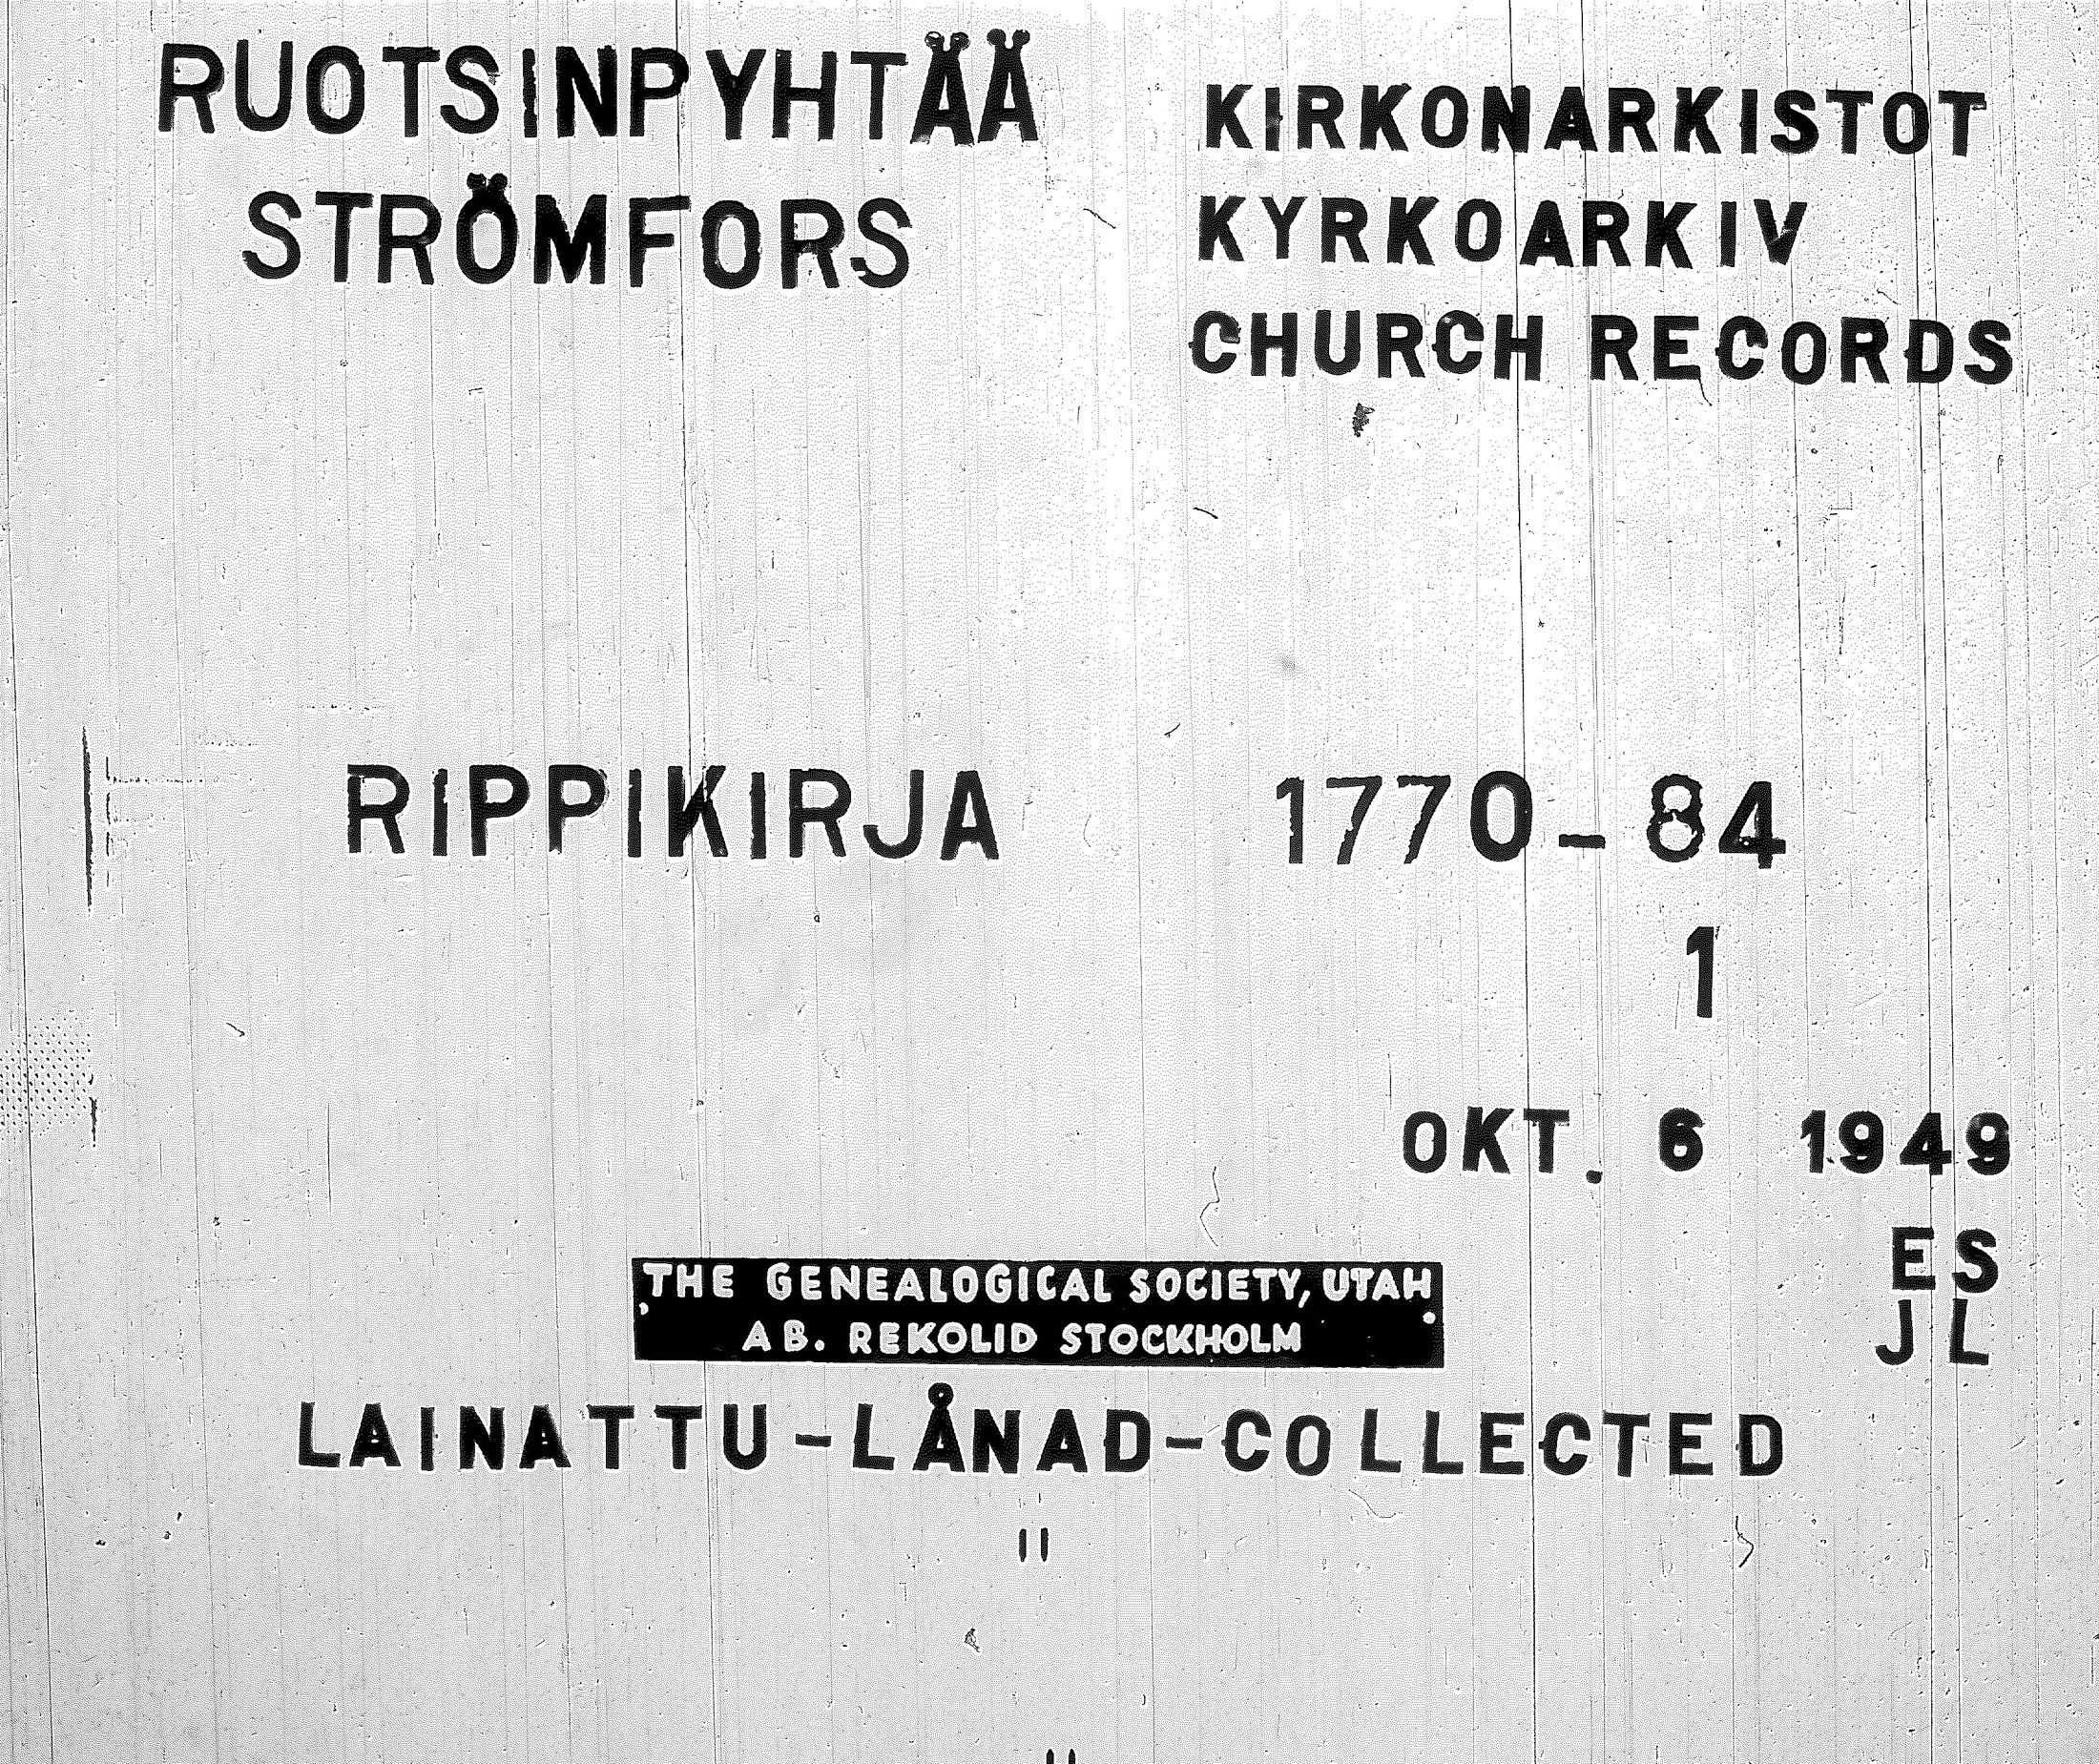 RUOTSINPYHTÄÄ
STRÖMFORS
KIRKONARKISTOT
KYRKOARKIV
CHURCH RECORDS
RIPPIKIRJA 1770-84
1
OKT. 6 1949
ES
JL
THE GENEALOGICAL SOCIETY, UTAH
AB. REKOLID STOCKHOLM
LAINATTU-LÅNAD-COLLECTED
"
"